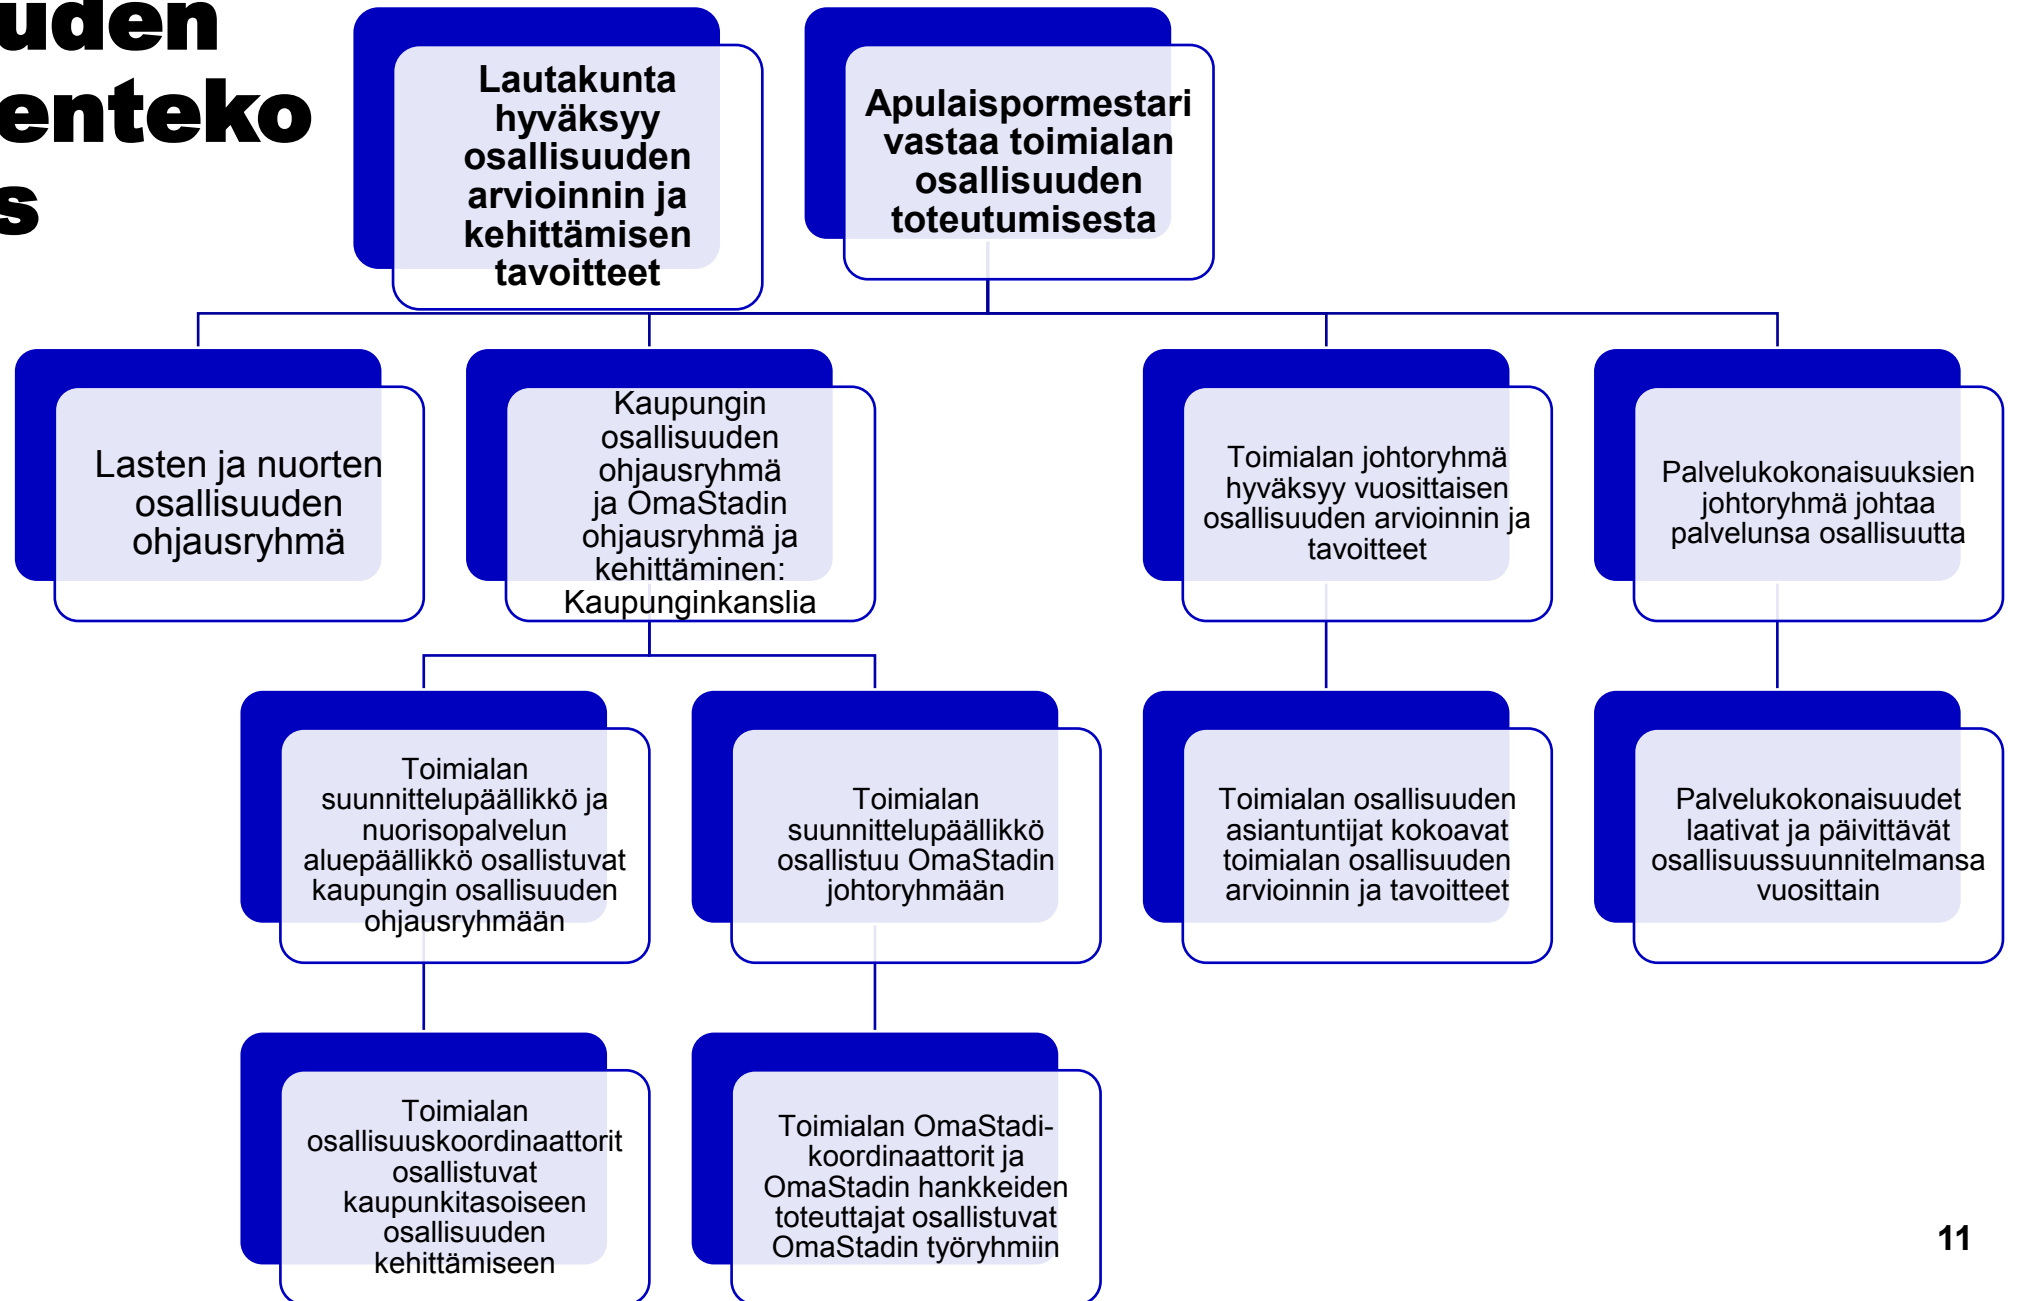 uden
enteko
s
Lautakunta
hyväksyy
osallisuuden
arvioinnin ja
kehittämisen
tavoitteet
Apulaispormestari
vastaa toimialan
osallisuuden
toteutumisesta
Lasten ja nuorten
osallisuuden
ohjausryhmä
Kaupungin
osallisuuden
ohjausryhmä
ja OmaStadin
ohjausryhmä ja
kehittäminen:
Kaupunginkanslia
Toimialan johtoryhmä
hyväksyy vuosittaisen
osallisuuden arvioinnin ja
tavoitteet
Palvelukokonaisuuksien
johtoryhmä johtaa
palvelunsa osallisuutta
Toimialan
suunnittelupäällikkö ja
nuorisopalvelun
aluepäällikkö osallistuvat
kaupungin osallisuuden
ohjausryhmään
Toimialan
suunnittelupäällikkö
osallistuu OmaStadin
johtoryhmään
Toimialan osallisuuden
asiantuntijat kokoavat
toimialan osallisuuden
arvioinnin ja tavoitteet
Palvelukokonaisuudet
laativat ja päivittävät
osallisuussuunnitelmansa
vuosittain
Toimialan
osallisuuskoordinaattorit
osallistuvat
kaupunkitasoiseen
osallisuuden
kehittämiseen
Toimialan OmaStadi-
koordinaattorit ja
OmaStadin hankkeiden
toteuttajat osallistuvat
OmaStadin työryhmiin
11